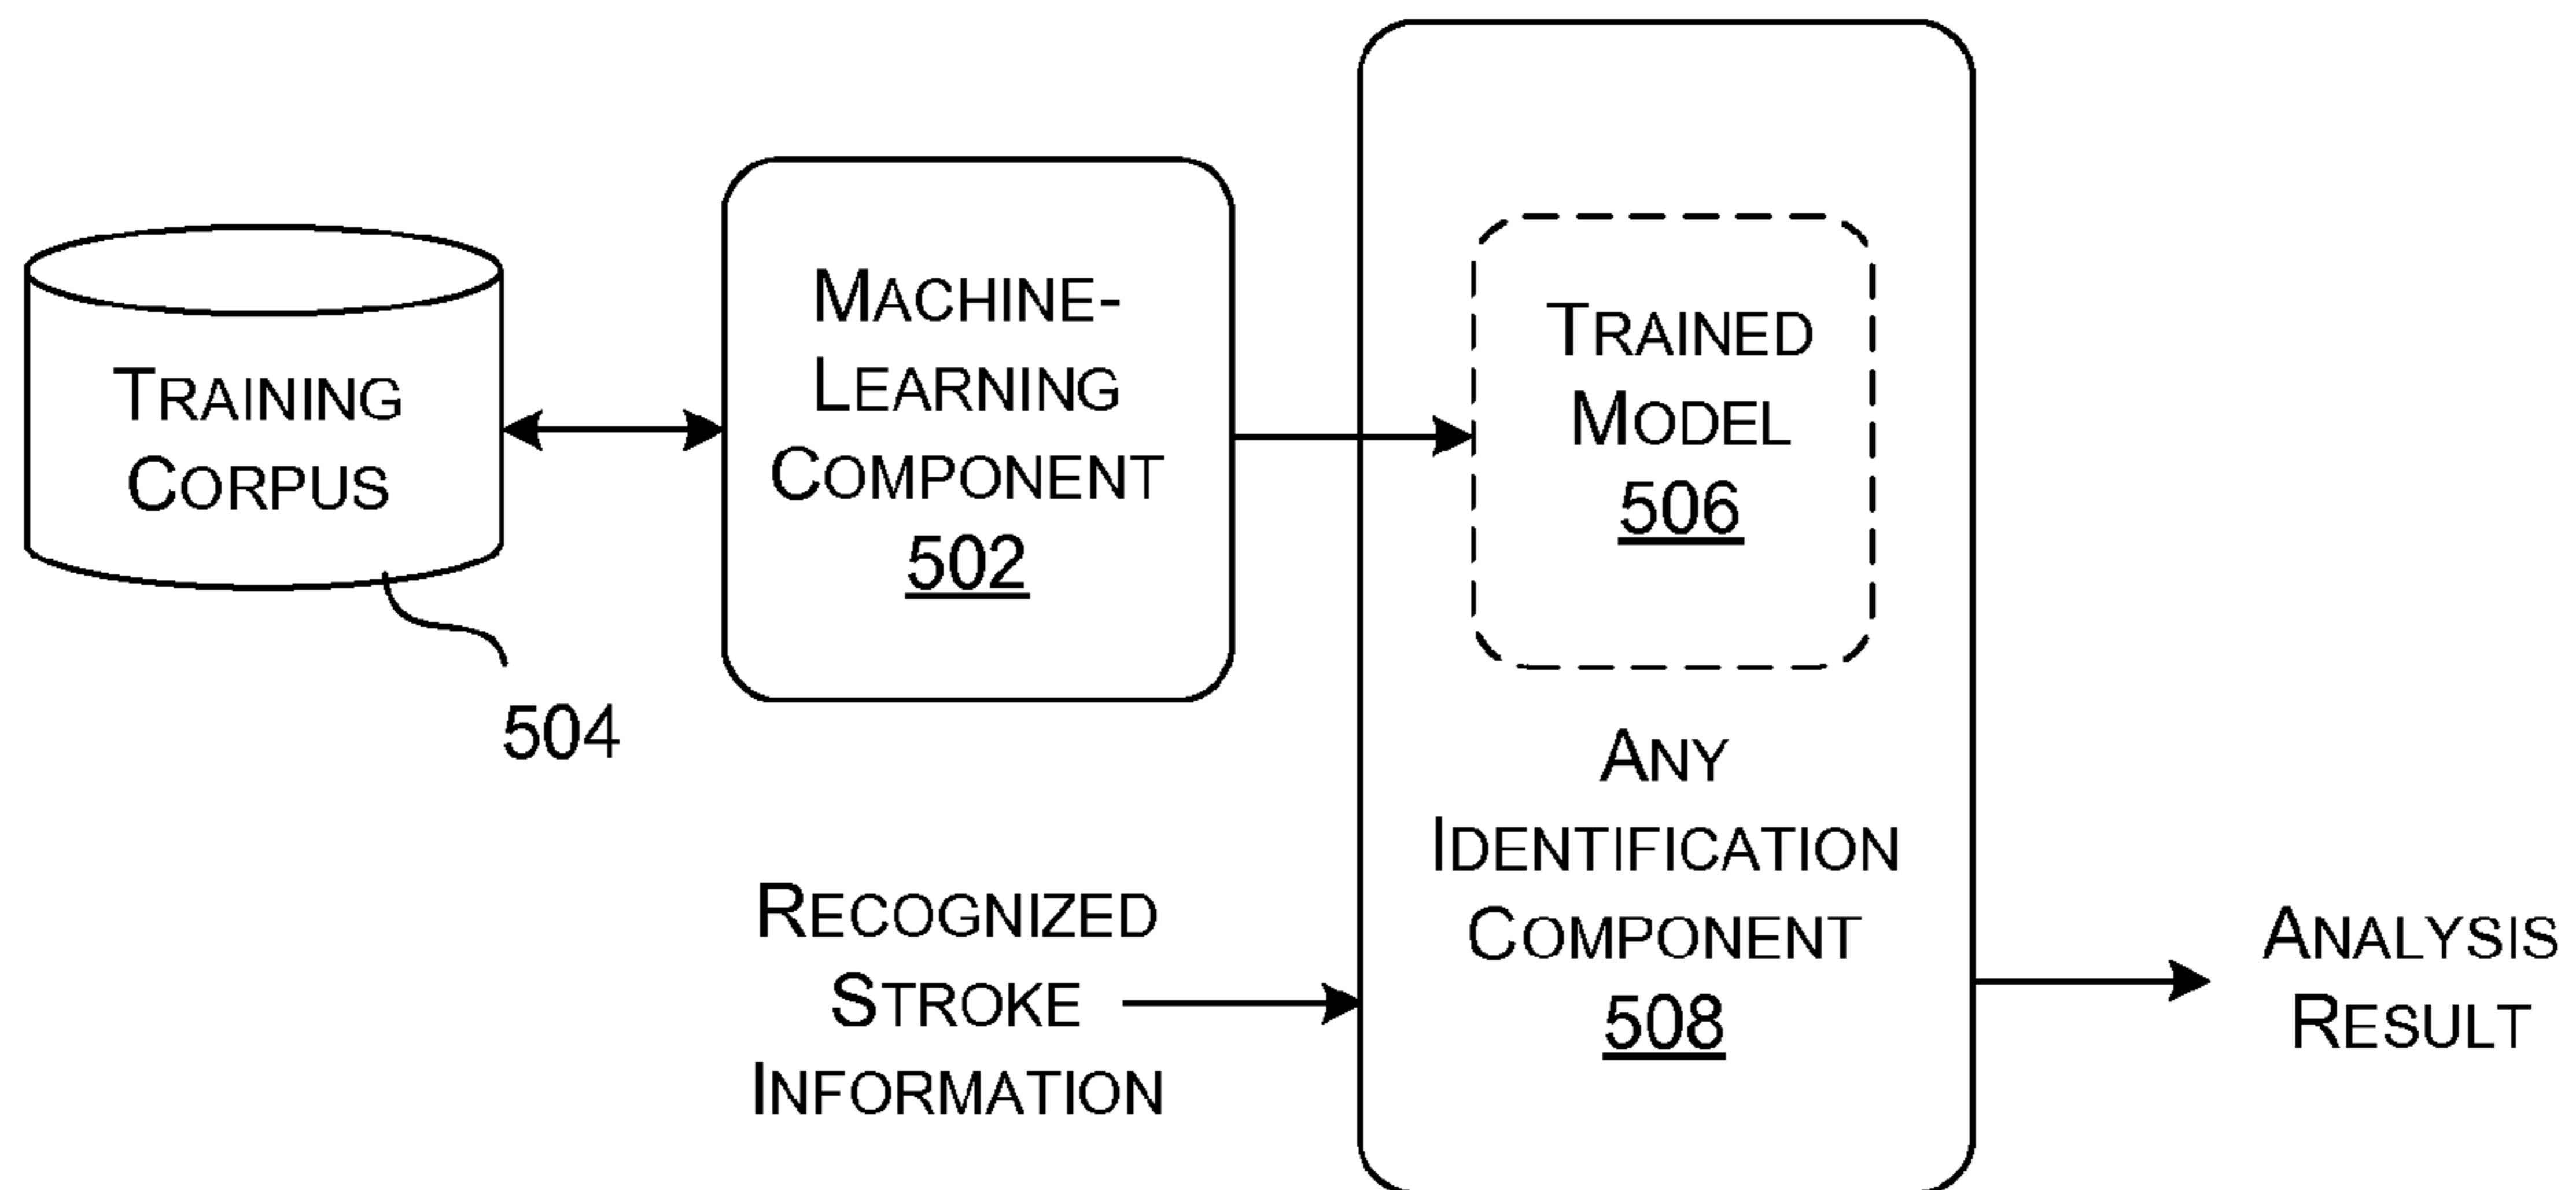 TRAINING
CORPUS
504
MACHINE-
LEARNING
COMPONENT
502
TRAINED
MODEL
506
ANY
IDENTIFICATION
COMPONENT
508
RECOGNIZED
STROKE
INFORMATION
ANALYSIS
RESULT